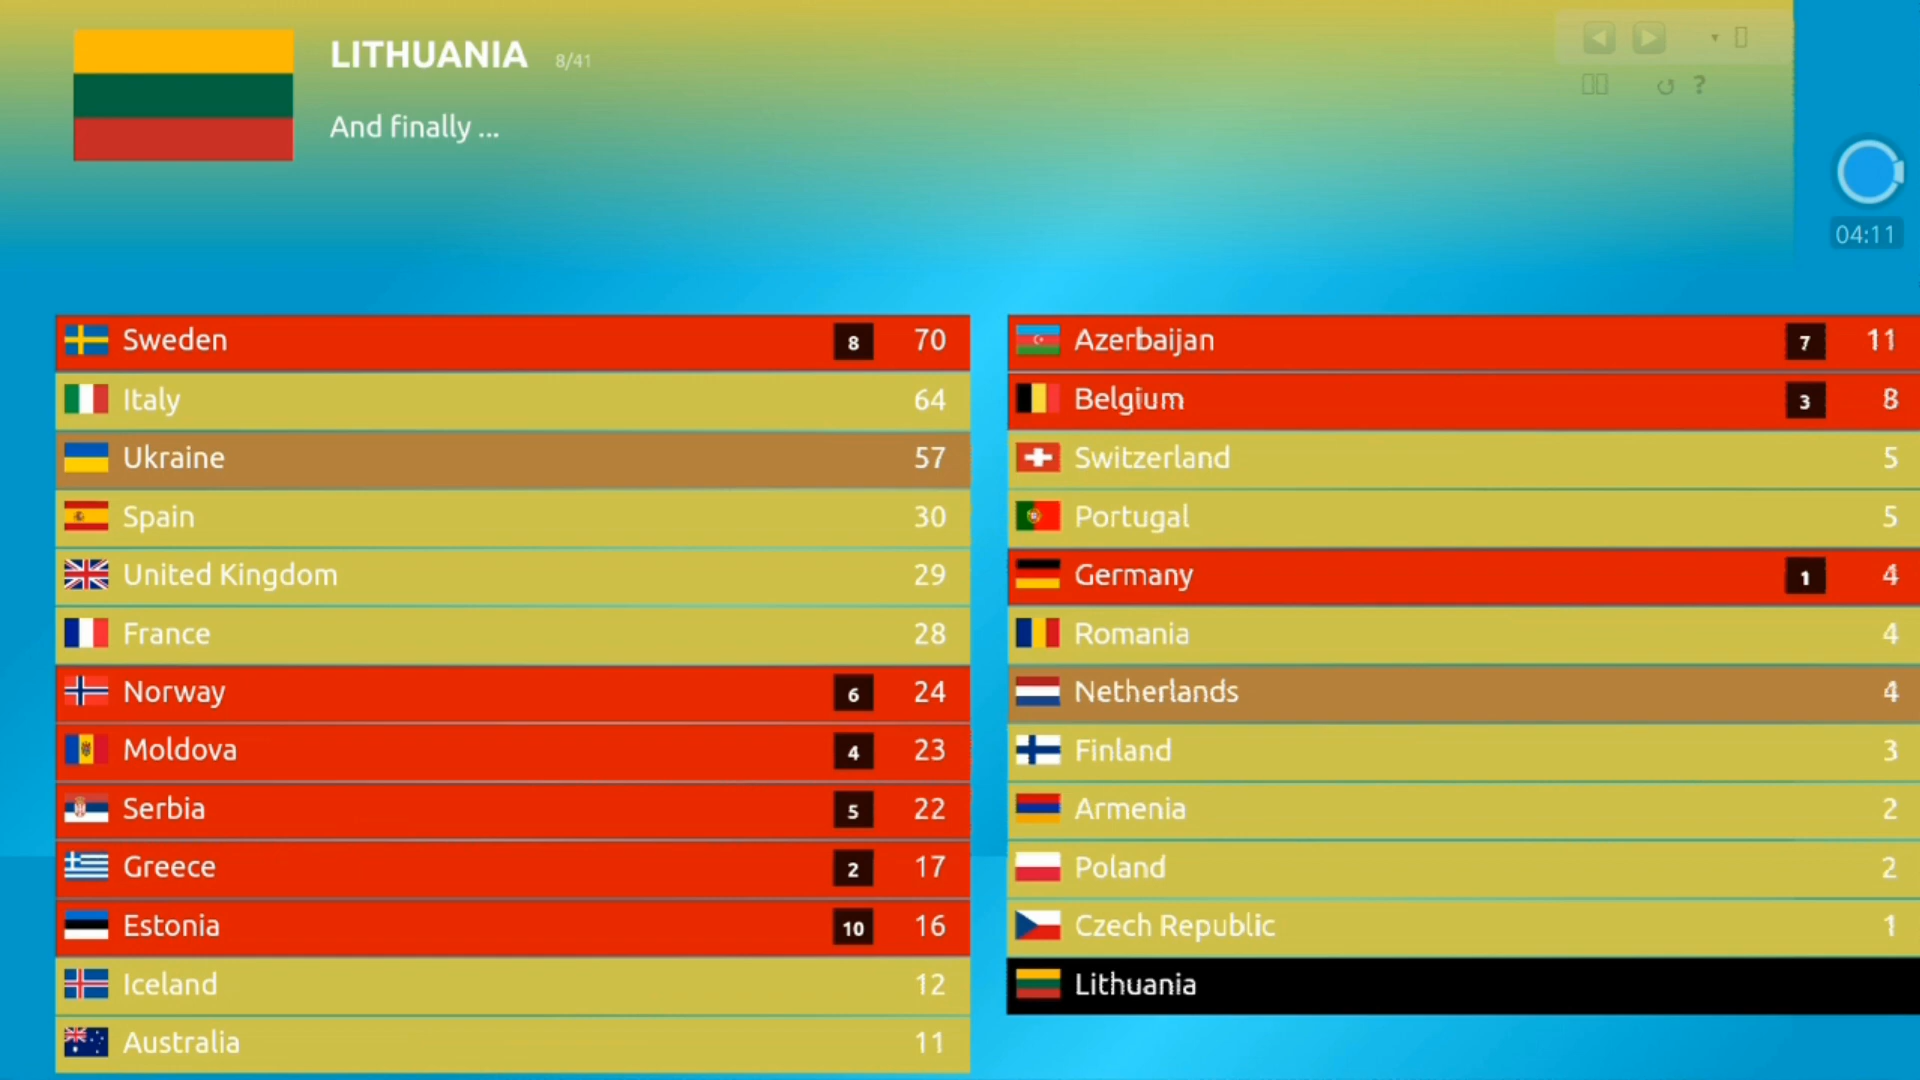 LITHUANIA 8/41
And finally ...
?
04:11
Sweden 8 70
Italy 64
Ukraine 57
Spain 30
United Kingdom 29
France 28
Norway 6 24
Moldova 4 23
Serbia 5 22
Greece 2 17
Estonia 10 16
Iceland 12
Australia 11
Azerbaijan 7 11
Belgium 3 8
Switzerland 5
Portugal 5
Germany 1 4
Romania 4
Netherlands 4
Finland 3
Armenia 2
Poland 2
Czech Republic 1
Lithuania